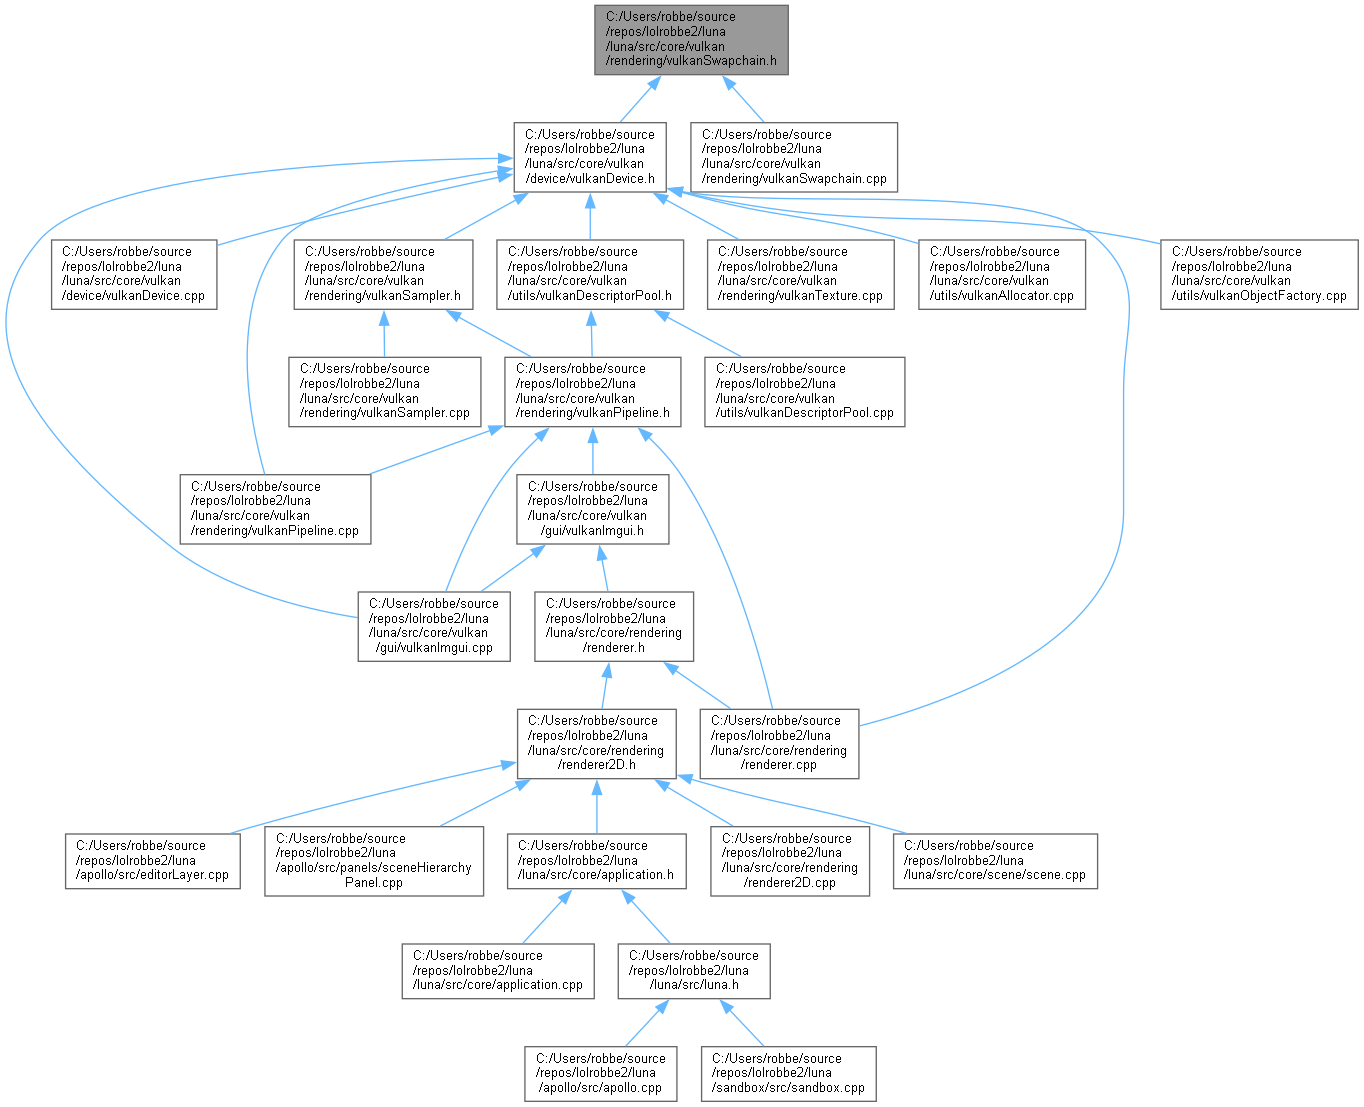 C:/Users/robbe/source
/repos/lolrobbe2/luna
/luna/src/core/vulkan
/rendering/vulkanSwapchain.h
C:/Users/robbe/source
/repos/lolrobbe2/luna
/luna/src/core/vulkan
/device/vulkanDevice.h
C:/Users/robbe/source
/repos/lolrobbe2/luna
/luna/src/core/vulkan
/rendering/vulkanSwapchain.cpp
C:/Users/robbe/source
/repos/lolrobbe2/luna
/luna/src/core/vulkan
/device/vulkanDevice.cpp
C:/Users/robbe/source
/repos/lolrobbe2/luna
/luna/src/core/vulkan
/rendering/vulkanSampler.h
C:/Users/robbe/source
/repos/lolrobbe2/luna
/luna/src/core/vulkan
/utils/vulkanDescriptorPool.h
C:/Users/robbe/source
/repos/lolrobbe2/luna
/luna/src/core/vulkan
/rendering/vulkanTexture.cpp
C:/Users/robbe/source
/repos/lolrobbe2/luna
/luna/src/core/vulkan
/utils/vulkanAllocator.cpp
C:/Users/robbe/source
/repos/lolrobbe2/luna
/luna/src/core/vulkan
/utils/vulkanObjectFactory.cpp
C:/Users/robbe/source
/repos/lolrobbe2/luna
/luna/src/core/vulkan
/rendering/vulkanSampler.cpp
C:/Users/robbe/source
/repos/lolrobbe2/luna
/luna/src/core/vulkan
/rendering/vulkanPipeline.h
C:/Users/robbe/source
/repos/lolrobbe2/luna
/luna/src/core/vulkan
/utils/vulkanDescriptorPool.cpp
C:/Users/robbe/source
/repos/lolrobbe2/luna
/luna/src/core/vulkan
/rendering/vulkanPipeline.cpp
C:/Users/robbe/source
/repos/lolrobbe2/luna
/luna/src/core/vulkan
/gui/vulkanImgui.h
C:/Users/robbe/source
/repos/lolrobbe2/luna
/luna/src/core/vulkan
/gui/vulkanImgui.cpp
C:/Users/robbe/source
/repos/lolrobbe2/luna
/luna/src/core/rendering
/renderer.h
C:/Users/robbe/source
/repos/lolrobbe2/luna
/luna/src/core/rendering
/renderer2D.h
C:/Users/robbe/source
/repos/lolrobbe2/luna
/luna/src/core/rendering
/renderer.cpp
C:/Users/robbe/source
/repos/lolrobbe2/luna
/apollo/src/editorLayer.cpp
C:/Users/robbe/source
/repos/lolrobbe2/luna
/apollo/src/panels/sceneHierarchy
Panel.cpp
C:/Users/robbe/source
/repos/lolrobbe2/luna
/luna/src/core/application.h
C:/Users/robbe/source
/repos/lolrobbe2/luna
/luna/src/core/rendering
/renderer2D.cpp
C:/Users/robbe/source
/repos/lolrobbe2/luna
/luna/src/core/scene/scene.cpp
C:/Users/robbe/source
/repos/lolrobbe2/luna
/luna/src/core/application.cpp
C:/Users/robbe/source
/repos/lolrobbe2/luna
/luna/src/luna.h
C:/Users/robbe/source
/repos/lolrobbe2/luna
/apollo/src/apollo.cpp
C:/Users/robbe/source
/repos/lolrobbe2/luna
/sandbox/src/sandbox.cpp